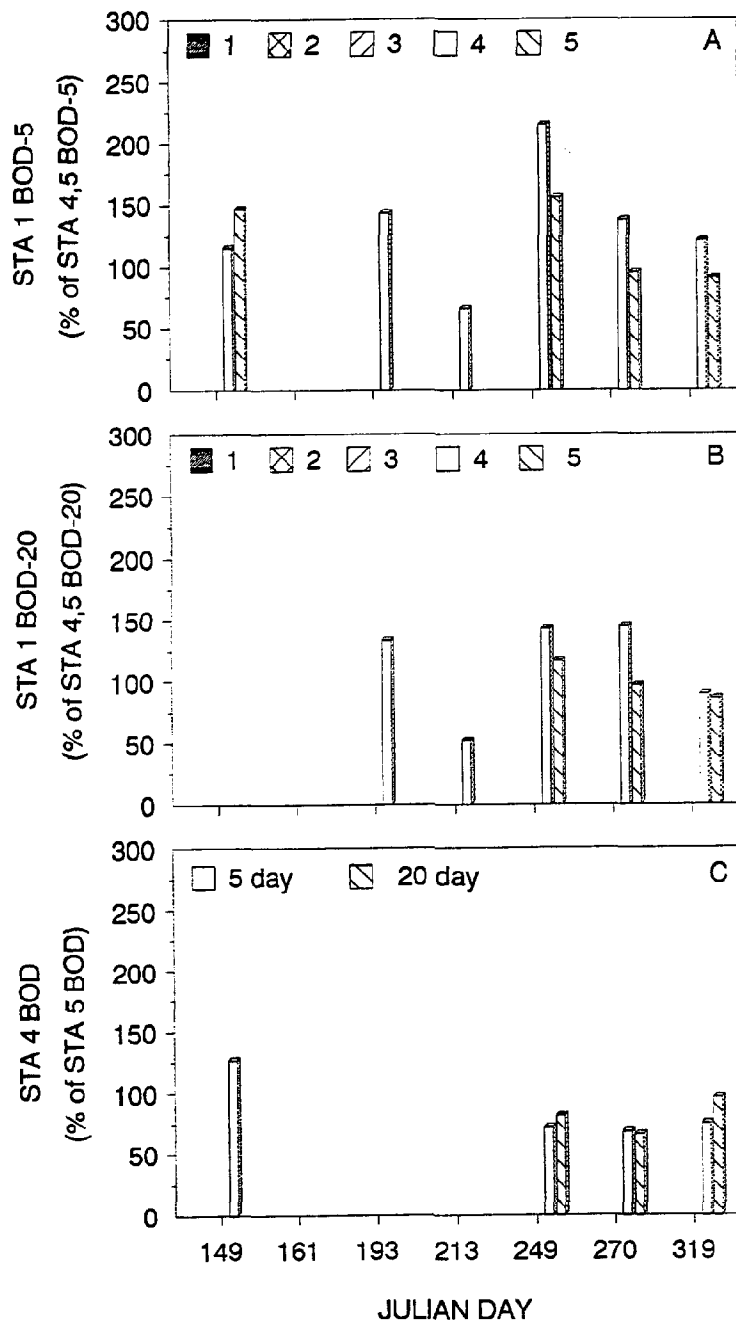 300
250
200
150
100
50
0
STA 1 BOD-5
(% of STA 4,5 BOD-5)
1 2 3 4 5 A
300
250
200
150
100
50
0
STA 1 BOD-20
(% of STA 4,5 BOD-20)
1 2 3 4 5 B
300
250
200
150
100
50
0
STA 4 BOD
(% of STA 5 BOD)
5 day 20 day C
149 161 193 213 249 270 319
JULIAN DAY